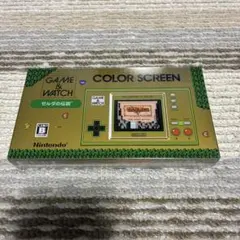 GAME &
WATCH
COLOR SCREEN
ゼルダの伝説
B
Nintendo